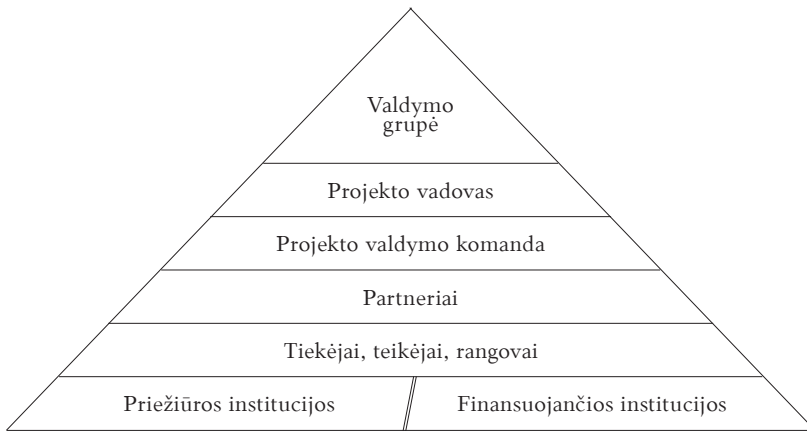 Valdymo
grupė
Projekto vadovas
Projekto valdymo komanda
Partneriai
Tiekėjai, teikėjai, rangovai
Priežiūros institucijos
Finansuojančios institucijos